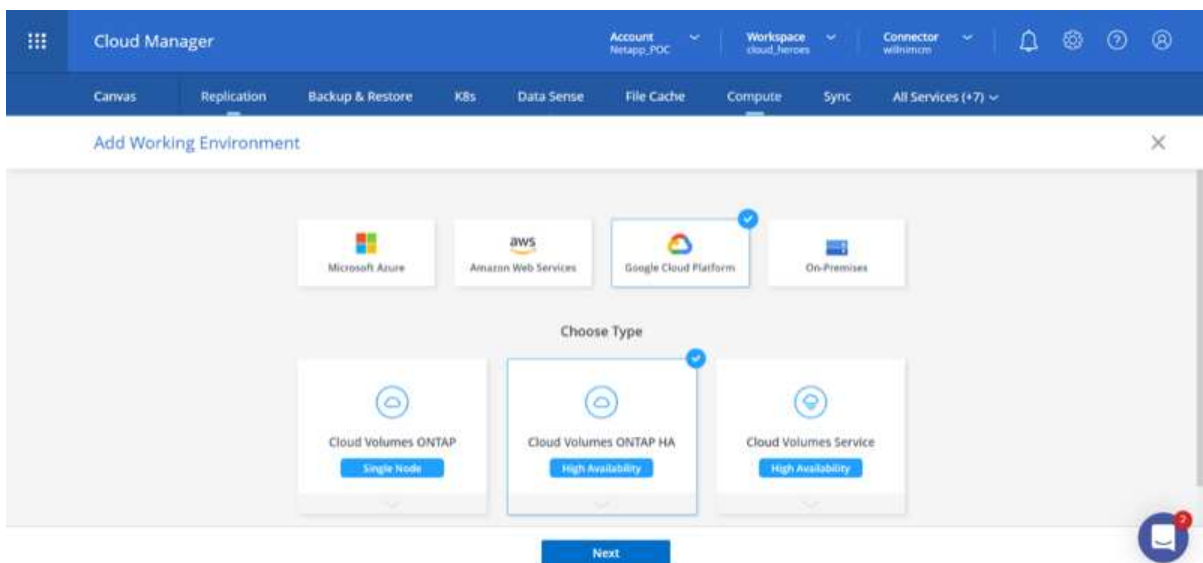 Cloud Manager
Account
Netapp_POC
Workspace
cloud_heroes
Connector
willnimcm
Canvas Replication Backup & Restore K8s Data Sense File Cache Compute Sync All Services (+7)
Add Working Environment
Microsoft Azure
aws
Amazon Web Services
Google Cloud Platform
On-Premises
Choose Type
Cloud Volumes ONTAP
Single Node
Cloud Volumes ONTAP HA
High Availability
Cloud Volumes Service
High Availability
Next
2